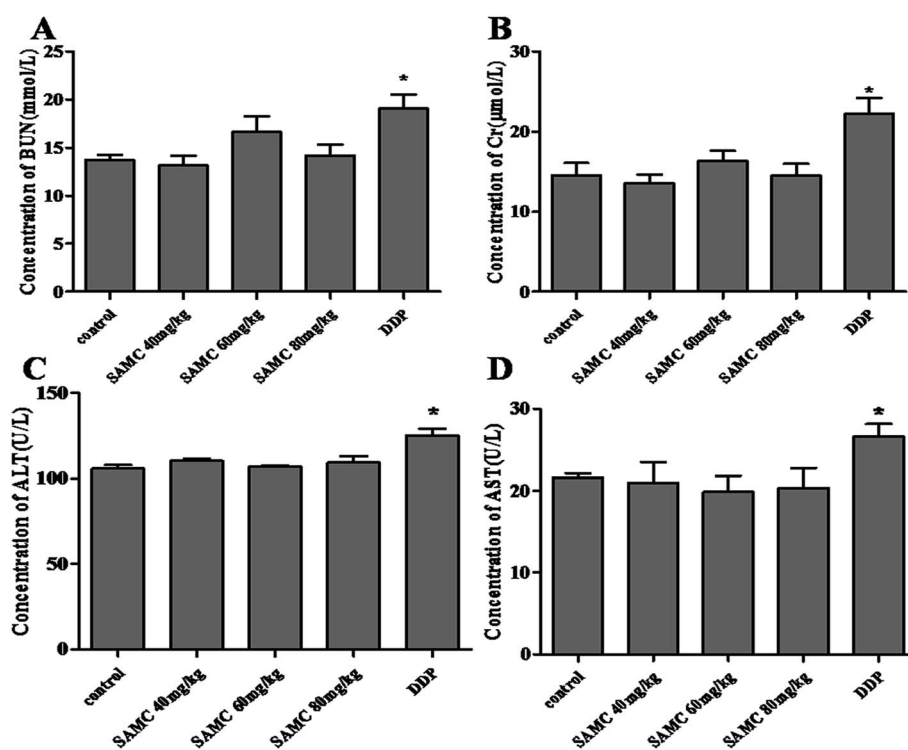 A
Concentration of BUN(mmol/L)
25
20
15
10
5
0
*
control
SAMC 40mg/kg
SAMC 60mg/kg
SAMC 80mg/kg
DDP
B
Concentration of Cr(μmol/L)
30
20
10
0
*
control
SAMC 40mg/kg
SAMC 60mg/kg
SAMC 80mg/kg
DDP
C
Concentration of ALT(U/L)
150
100
50
0
*
control
SAMC 40mg/kg
SAMC 60mg/kg
SAMC 80mg/kg
DDP
D
Concentration of AST(U/L)
30
20
10
0
*
control
SAMC 40mg/kg
SAMC 60mg/kg
SAMC 80mg/kg
DDP